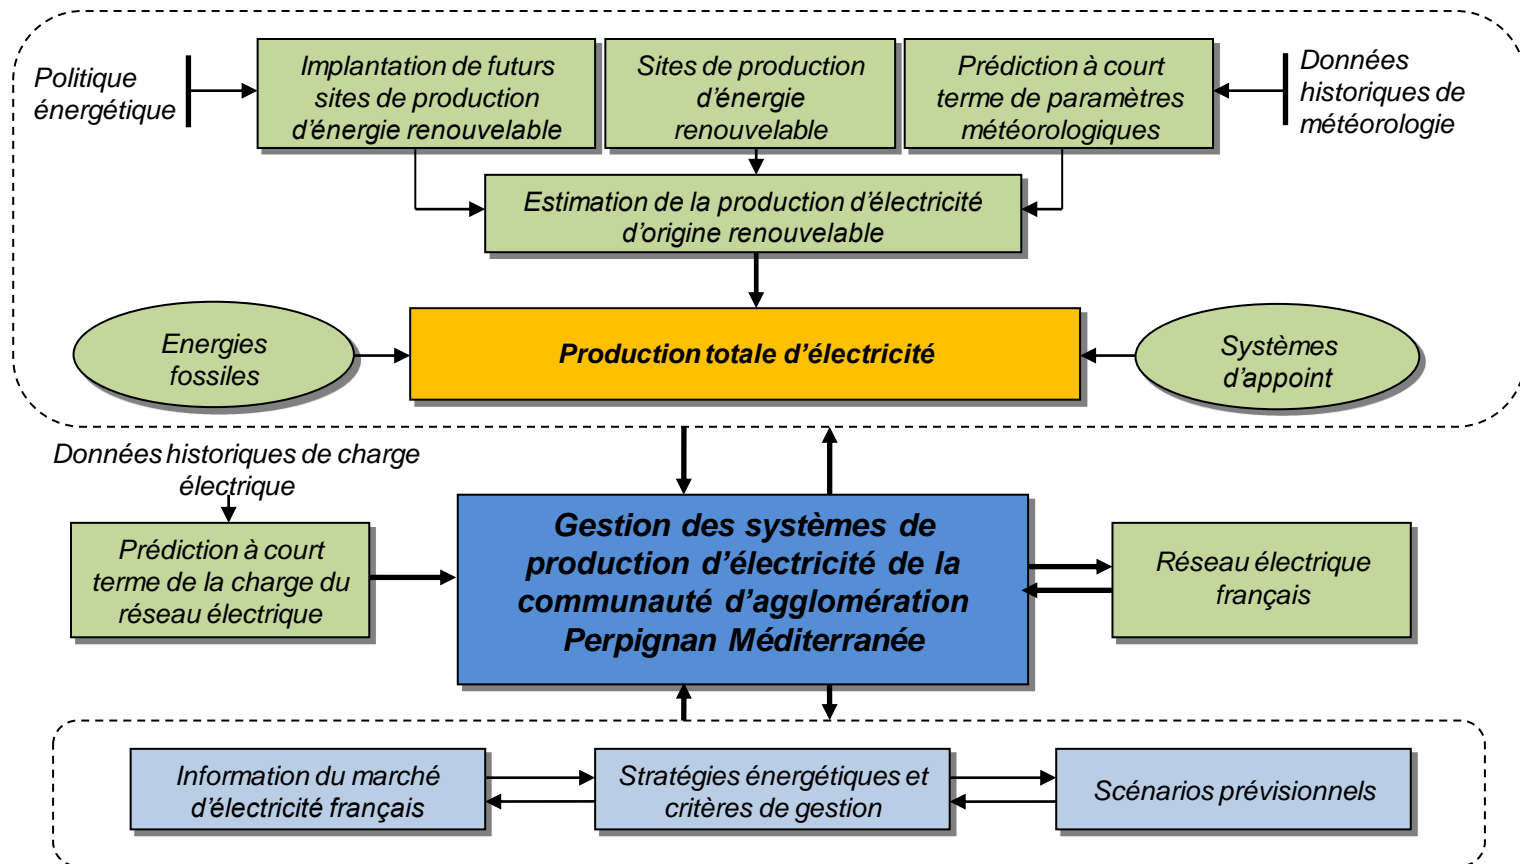 Politique
énergétique
Implantation de futurs
sites de production
d’énergie renouvelable
Sites de production
d’énergie
renouvelable
Prédiction à court
terme de paramètres
météorologiques
Données
historiques de
météorologie
Estimation de la production d’électricité
d’origine renouvelable
Energies
fossiles
Production totale d’électricité
Systèmes
d’appoint
Données historiques de charge
électrique
Prédiction à court
terme de la charge du
réseau électrique
Gestion des systèmes de
production d’électricité de la
communauté d’agglomération
Perpignan Méditerranée
Réseau électrique
français
Information du marché
d’électricité français
Stratégies énergétiques et
critères de gestion
Scénarios prévisionnels